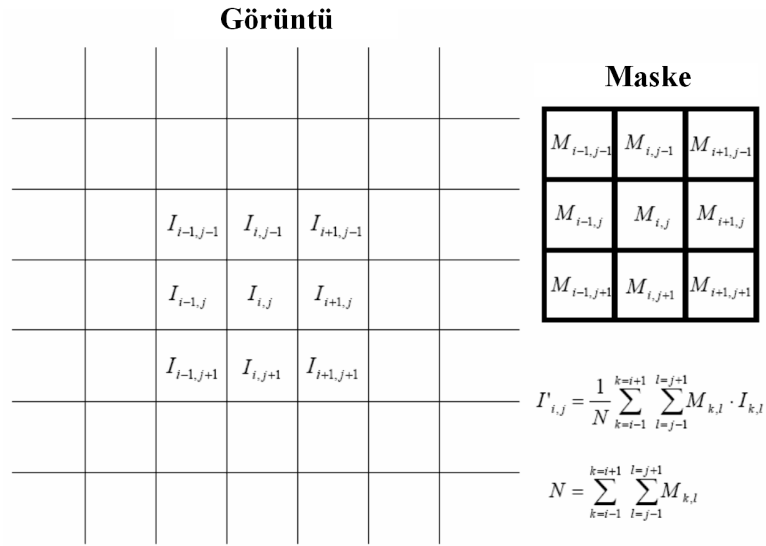 Görüntü
Maske
M_{i-1,j-1} M_{i,j-1} M_{i+1,j-1}
M_{i-1,j} M_{i,j} M_{i+1,j}
M_{i-1,j+1} M_{i,j+1} M_{i+1,j+1}
I_{i-1,j-1} I_{i,j-1} I_{i+1,j-1}
I_{i-1,j} I_{i,j} I_{i+1,j}
I_{i-1,j+1} I_{i,j+1} I_{i+1,j+1}
I'_{i,j} = \frac{1}{N} \sum_{k=i-1}^{k=i+1} \sum_{l=j-1}^{l=j+1} M_{k,l} \cdot I_{k,l}
N = \sum_{k=i-1}^{k=i+1} \sum_{l=j-1}^{l=j+1} M_{k,l}